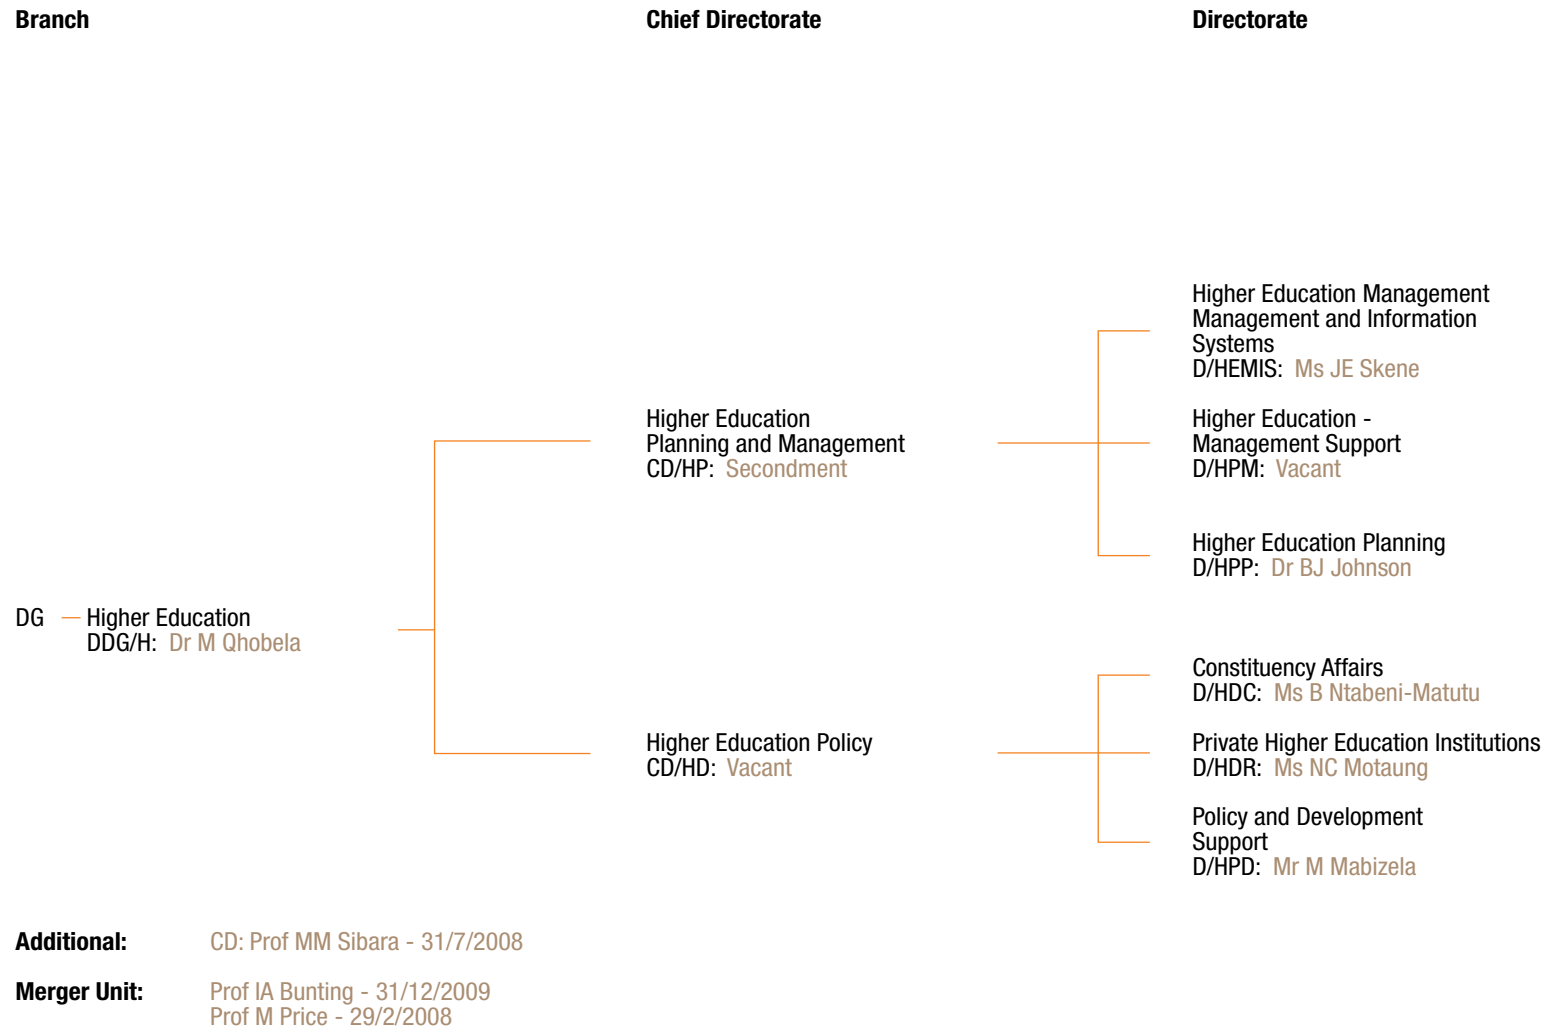 Branch
Chief Directorate
Directorate
Higher Education Management
Management and Information
Systems
D/HEMIS: Ms JE Skene
Higher Education
Planning and Management
CD/HP: Secondment
Higher Education -
Management Support
D/HPM: Vacant
Higher Education Planning
D/HPP: Dr BJ Johnson
DG
Higher Education
DDG/H: Dr M Qhobela
Constituency Affairs
D/HDC: Ms B Ntabeni-Matutu
Higher Education Policy
CD/HD: Vacant
Private Higher Education Institutions
D/HDR: Ms NC Motaung
Policy and Development
Support
D/HPD: Mr M Mabizela
Additional: CD: Prof MM Sibara - 31/7/2008
Merger Unit: Prof IA Bunting - 31/12/2009
Prof M Price - 29/2/2008